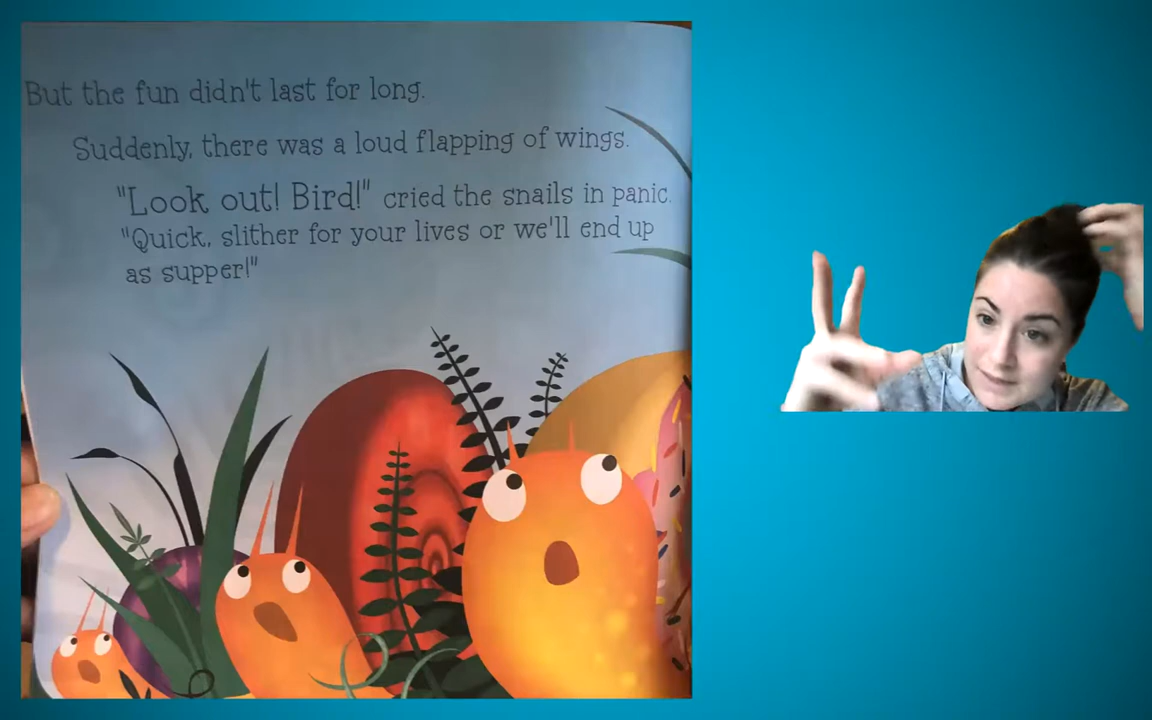 But the fun didn't last for long.
Suddenly, there was a loud flapping of wings.
"Look out! Bird!" cried the snails in panic.
"Quick, slither for your lives or we'll end up
as supper!"